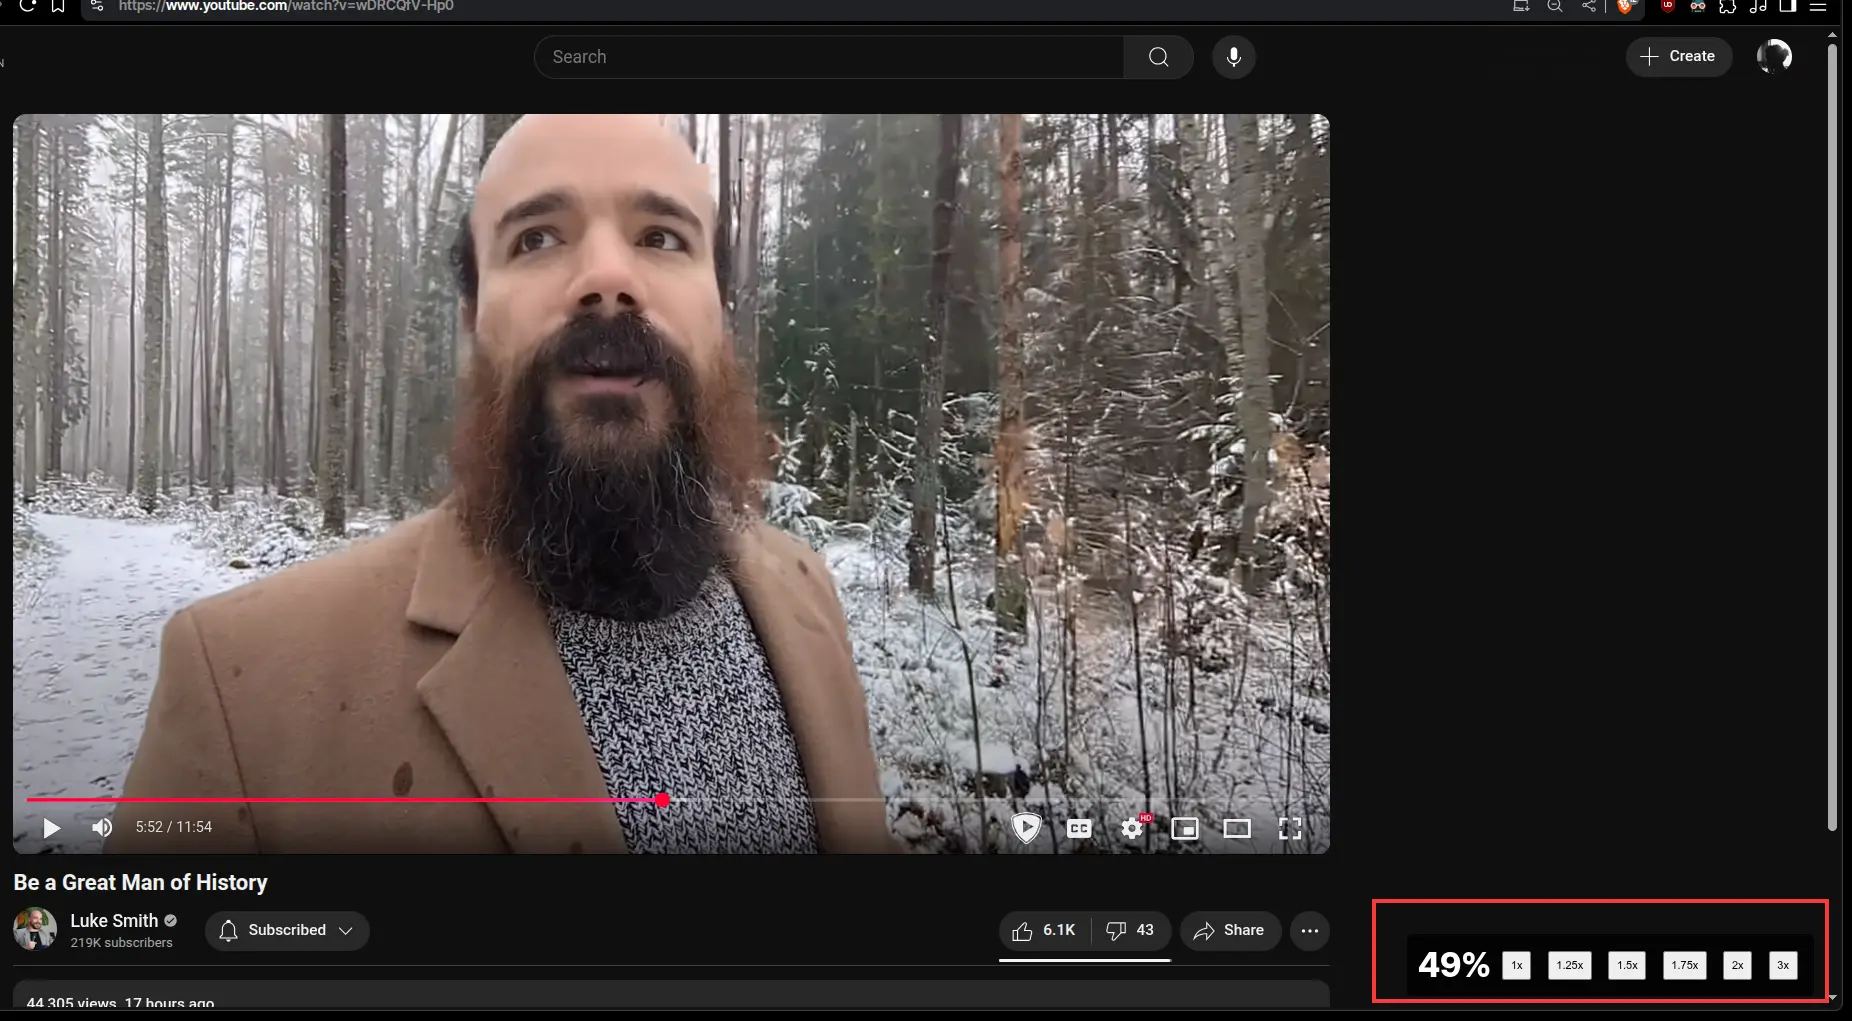 https://www.youtube.com/watch?v=wDRCQfV-Hp0
N
Search
Create
5:52 / 11:54
CC
HD
Be a Great Man of History
Luke Smith
219K subscribers
Subscribed
6.1K
43
Share
49%
1x
1.25x
1.5x
1.75x
2x
3x
44,305 views 17 hours ago